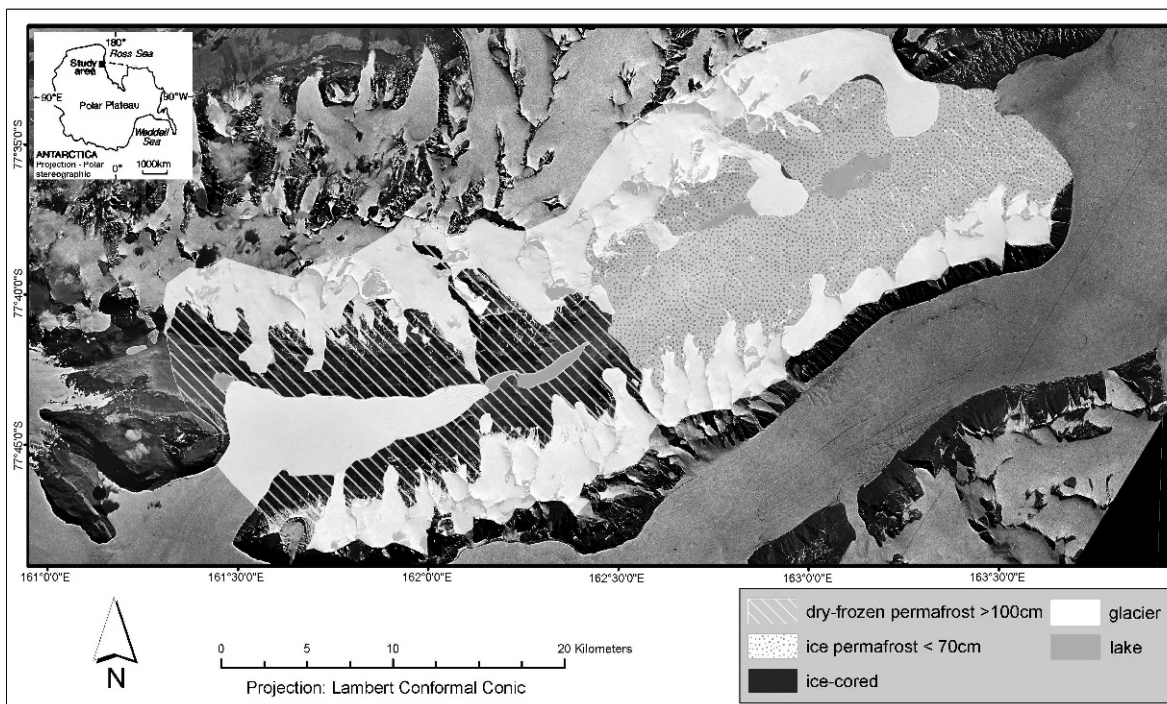 180°
Ross Sea
Study
area
90°E
90°W
Polar Plateau
Weddell
Sea
ANTARCTICA
Projection - Polar
stereographic
0°
1000km
77°35'0"S
77°40'0"S
77°45'0"S
161°0'0"E
161°30'0"E
162°0'0"E
162°30'0"E
163°0'0"E
163°30'0"E
N
0 5 10 20 Kilometers
Projection: Lambert Conformal Conic
dry-frozen permafrost >100cm
ice permafrost < 70cm
ice-cored
glacier
lake